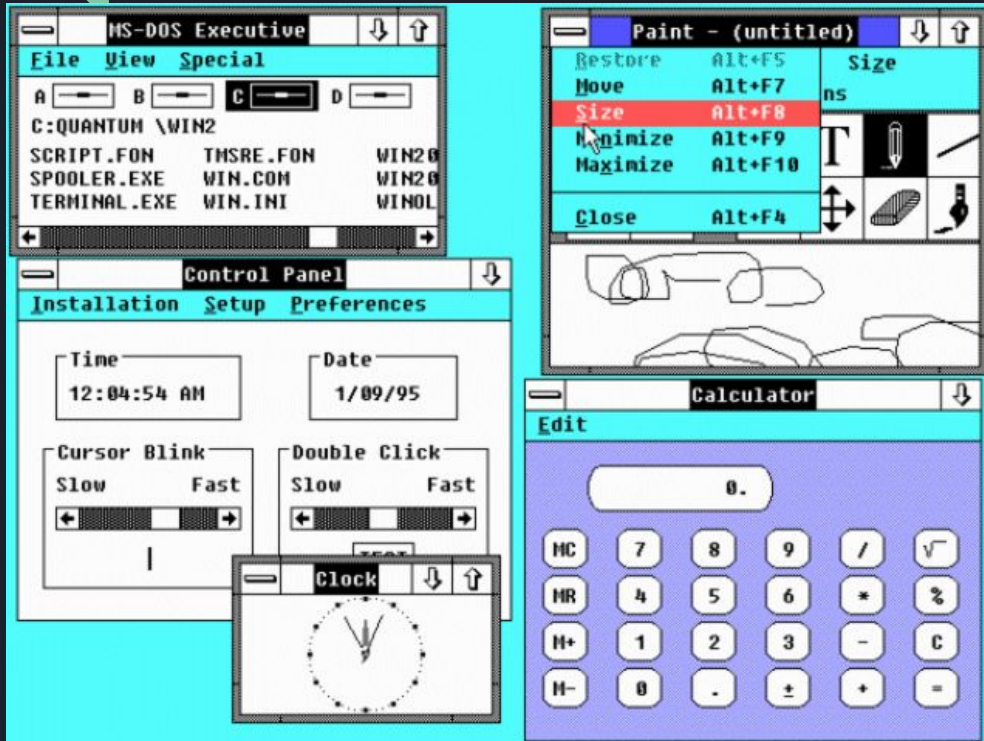 MS-DOS Executive
File View Special
A B C D
C:QUANTUM \WIN2
SCRIPT.FON TMSRE.FON WIN20
SPOOLER.EXE WIN.COM WIN20
TERMINAL.EXE WIN.INI WINOL
Paint - (untitled)
Restore Alt+F5
Move Alt+F7
Size Alt+F8
Minimize Alt+F9
Maximize Alt+F10
Close Alt+F4
Size
ns
T
Control Panel
Installation Setup Preferences
Time
12:04:54 AM
Date
1/09/95
Cursor Blink
Slow Fast
Double Click
Slow Fast
Clock
Calculator
Edit
0.
MC 7 8 9 / √
MR 4 5 6 * %
M+ 1 2 3 - C
M- 0 . ± + =